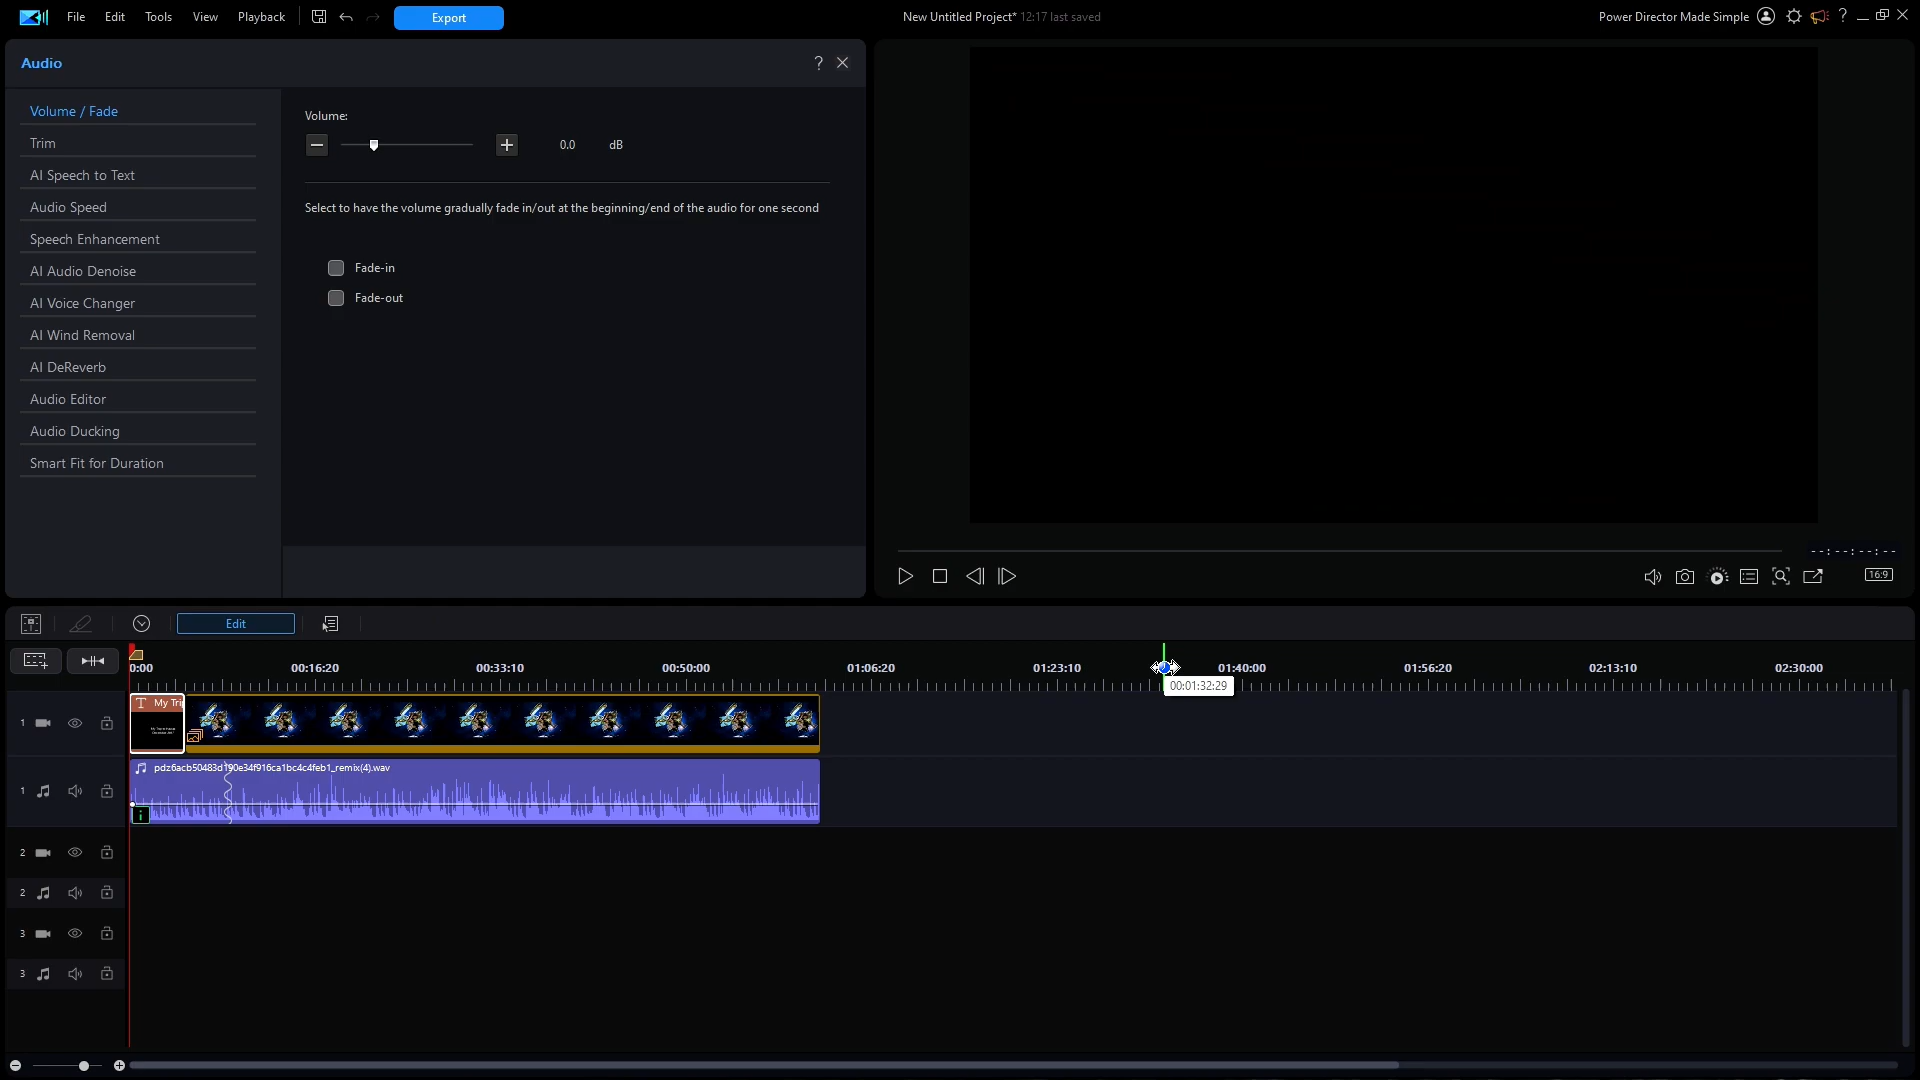 File Edit Tools View Playback Export New Untitled Project* 12:17 last saved Power Director Made Simple ?
Audio ?
Volume / Fade
Trim
AI Speech to Text
Audio Speed
Speech Enhancement
AI Audio Denoise
AI Voice Changer
AI Wind Removal
AI DeReverb
Audio Editor
Audio Ducking
Smart Fit for Duration
Volume:
0.0 dB
Select to have the volume gradually fade in/out at the beginning/end of the audio for one second
Fade-in
Fade-out
--:--:--:--
16:9
Edit
0:00 00:16:20 00:33:10 00:50:00 01:06:20 01:23:10 01:40:00 01:56:20 02:13:10 02:30:00
00:01:32:29
1 T My Tri
1 pdz6acb50483d190e34f916ca1bc4c4feb1_remix(4).wav
i
2
2
3
3